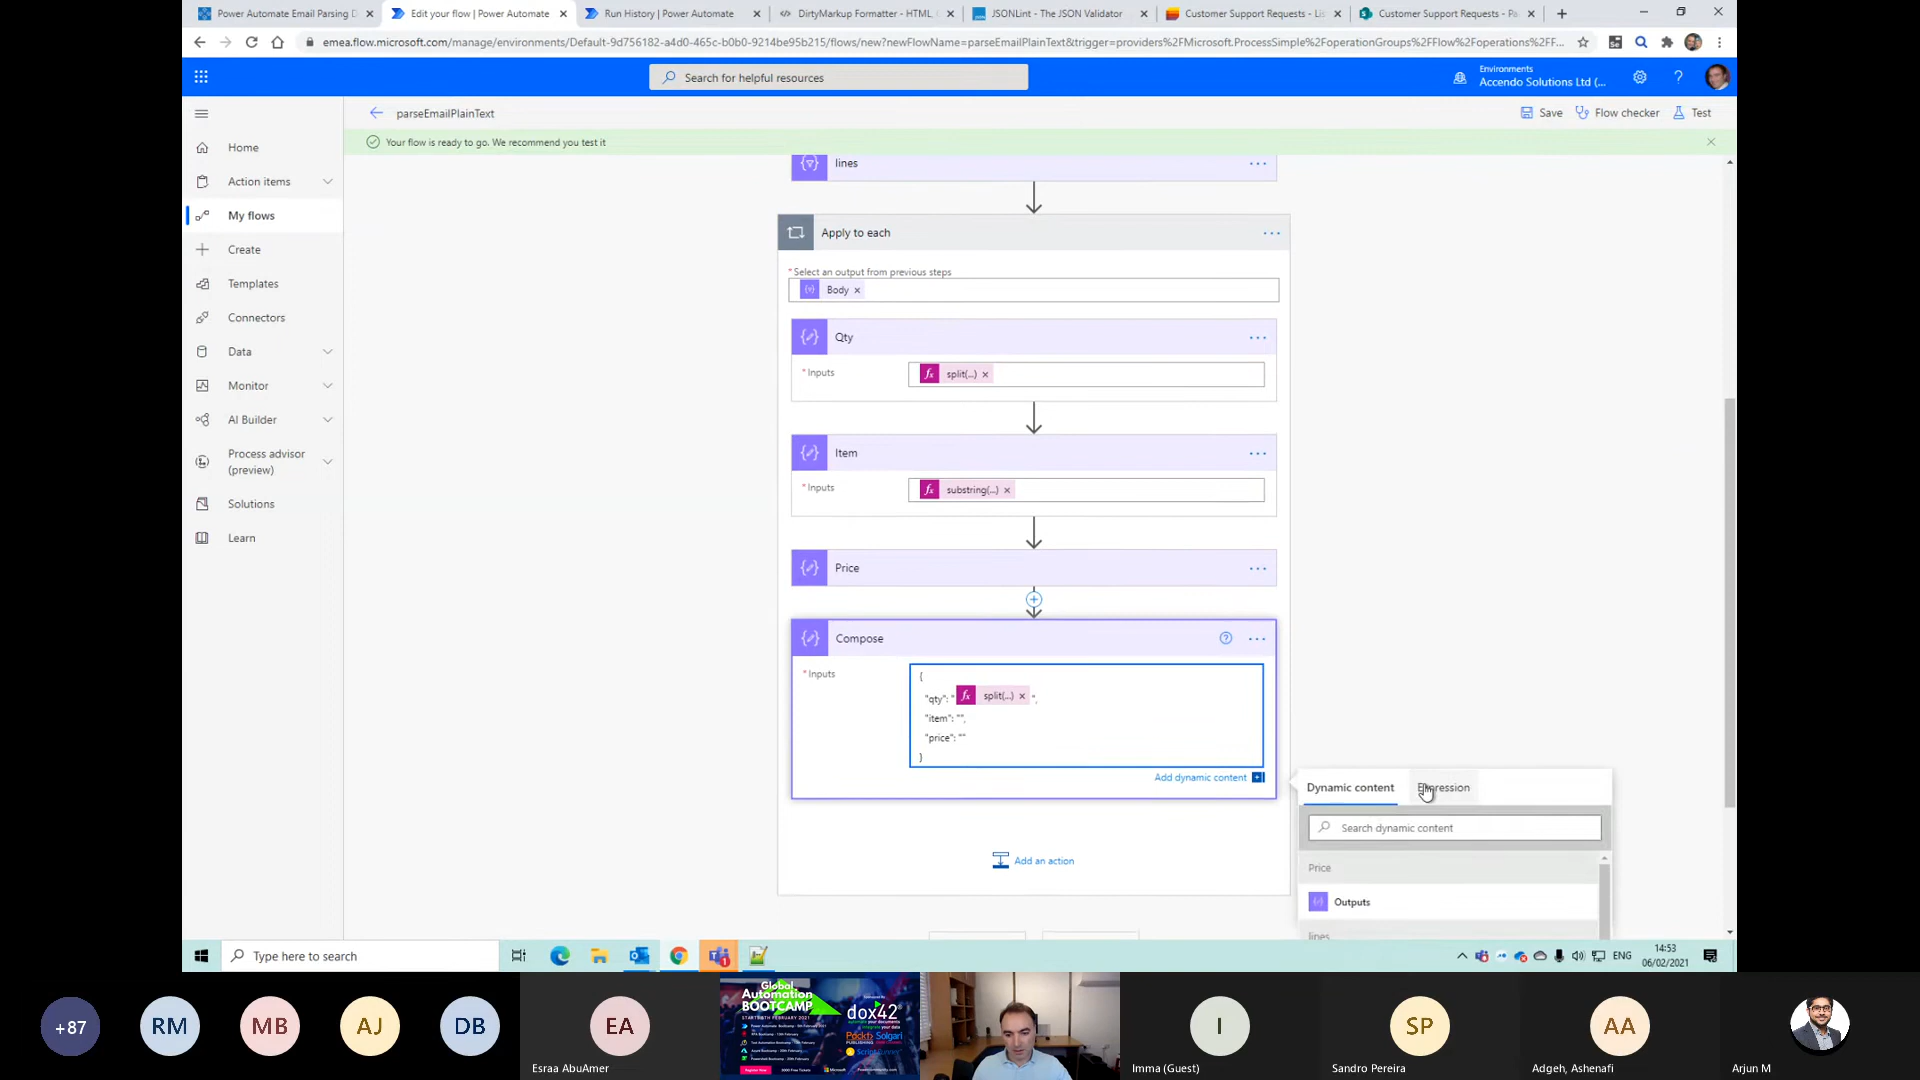 Power Automate Email Parsing D
Edit your flow | Power Automate
Run History | Power Automate
DirtyMarkup Formatter - HTML,
JSONLint - The JSON Validator
Customer Support Requests - Li
Customer Support Requests - Pa
emea.flow.microsoft.com/manage/environments/Default-9d756182-a4d0-465c-b0b0-9214be95b215/flows/new?newFlowName=parseEmailPlainText&trigger=providers%2FMicrosoft.ProcessSimple%2FoperationGroups%2FFlow%2Foperations%2FF...
Search for helpful resources
Environments
Accendo Solutions Ltd (...
parseEmailPlainText
Save
Flow checker
Test
Your flow is ready to go. We recommend you test it
Home
Action items
My flows
Create
Templates
Connectors
Data
Monitor
AI Builder
Process advisor
(preview)
Solutions
Learn
lines
Apply to each
* Select an output from previous steps
Body
Qty
* Inputs
split(...)
Item
* Inputs
substring(...)
Price
Compose
* Inputs
{
"qty": " split(...) ",
"item": "",
"price": ""
}
Add dynamic content
Add an action
Dynamic content
Expression
Search dynamic content
Price
Outputs
lines
Type here to search
ENG
14:53
06/02/2021
+87
RM
MB
AJ
DB
EA
Esraa AbuAmer
Global
Automation
BOOTCAMP
dox42
I
Imma (Guest)
SP
Sandro Pereira
AA
Adgeh, Ashenafi
Arjun M